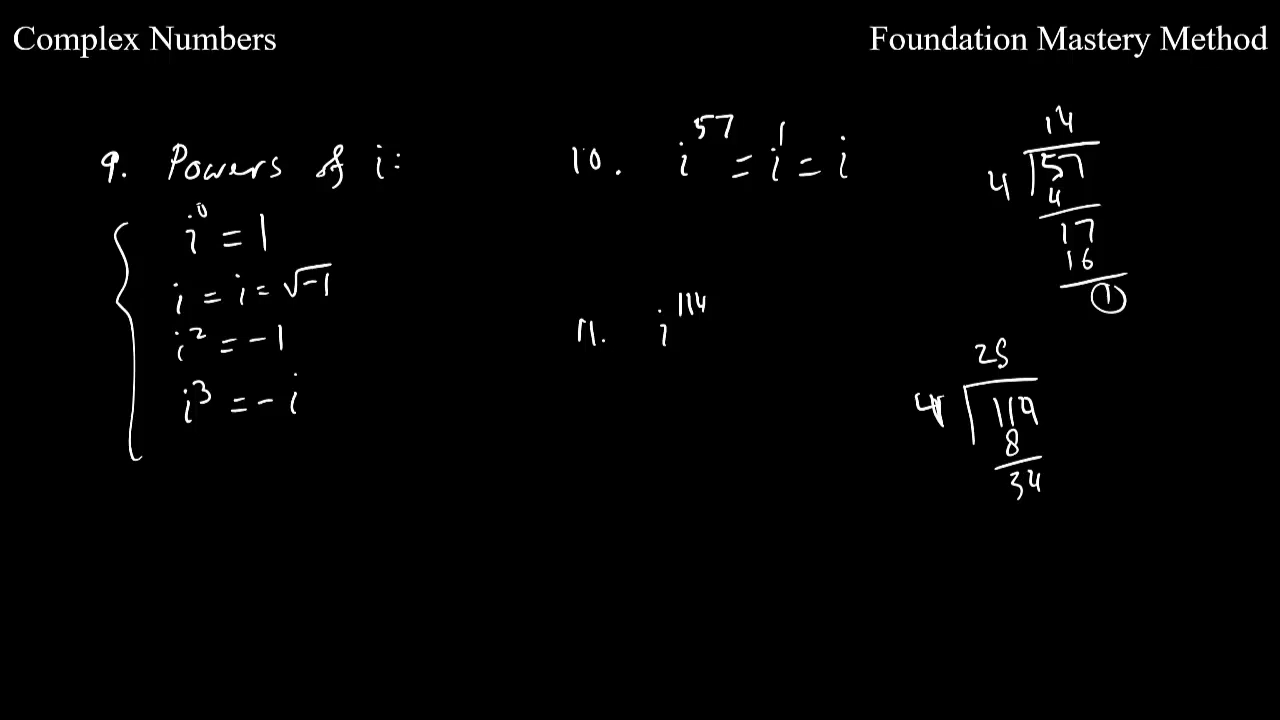 Complex Numbers
Foundation Mastery Method
9. Powers of i:
i⁰ = 1
i = i = √-1
i² = -1
i³ = -i
10. i⁵⁷ = i¹ = i
14
4 57
4
17
16
1
11. i¹¹⁴
28
4 114
8
34